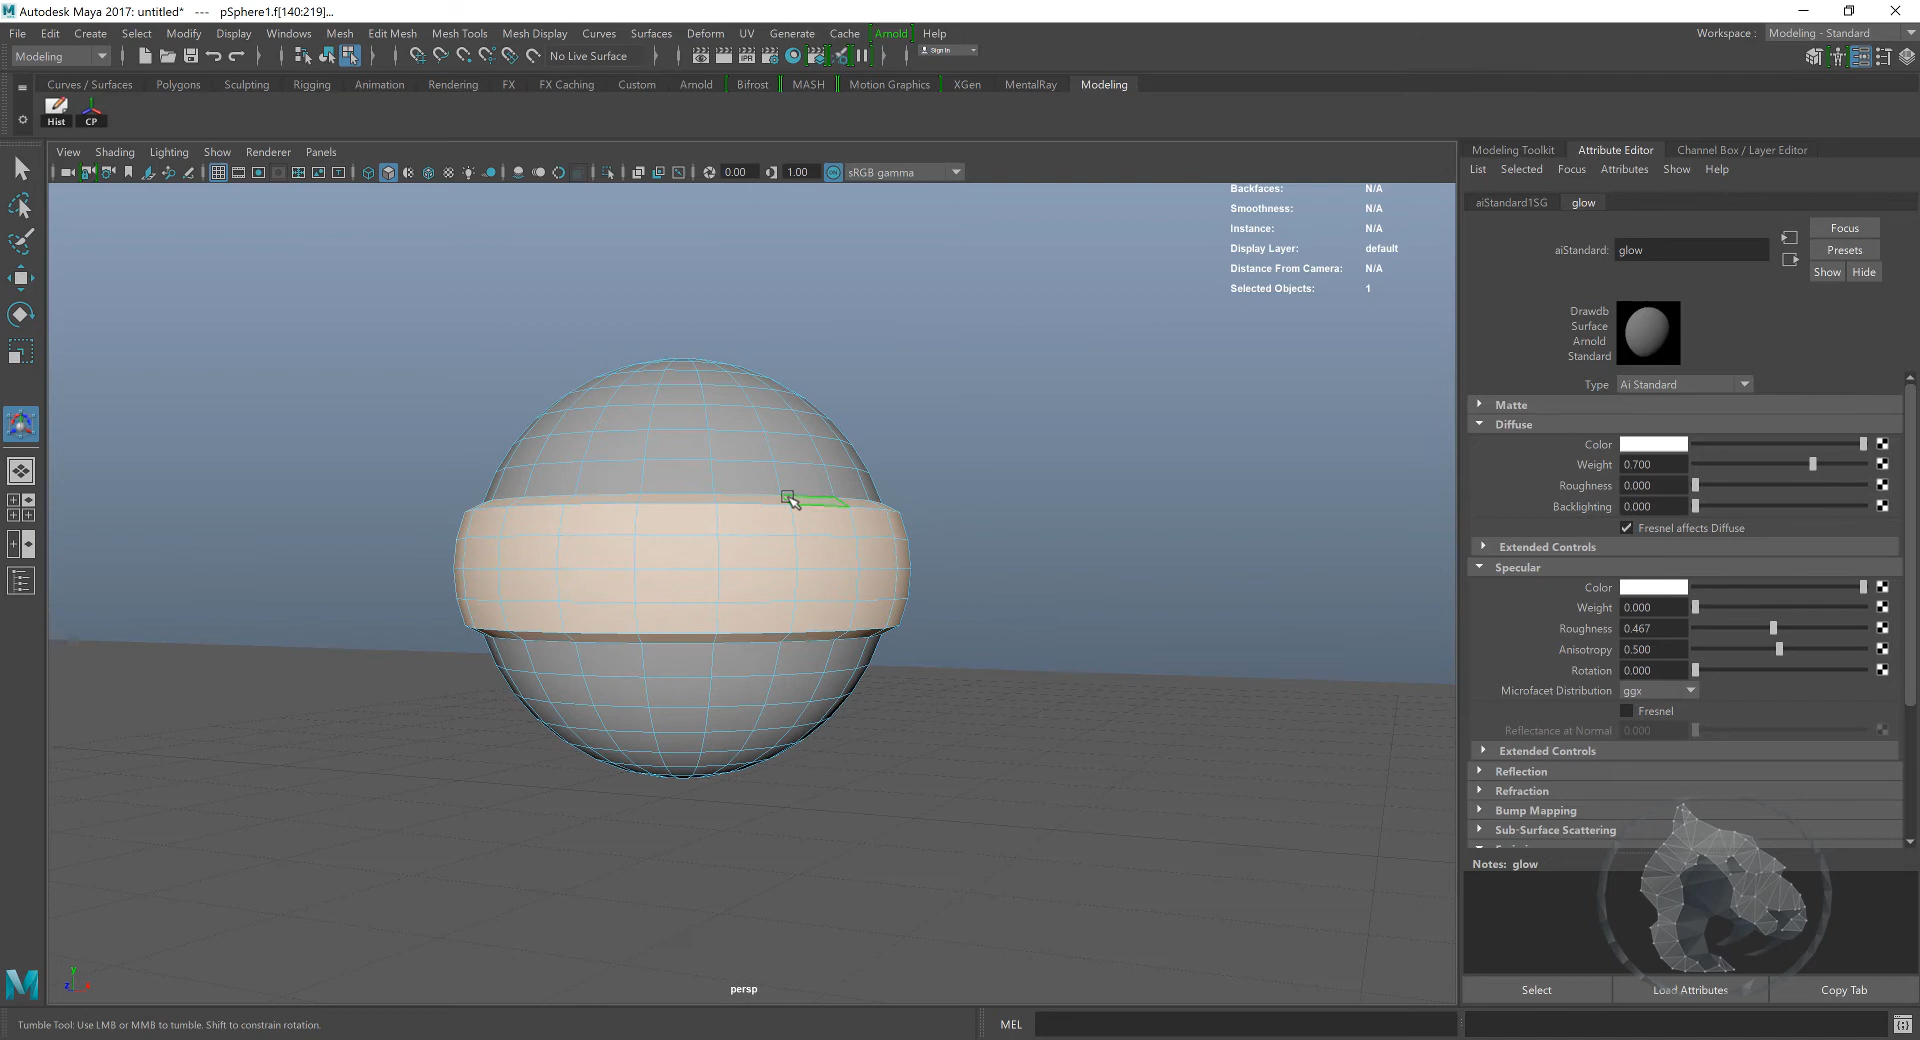 Autodesk Maya 2017: untitled* --- pSphere1.f[140:219]...
File Edit Create Select Modify Display Windows Mesh Edit Mesh Mesh Tools Mesh Display Curves Surfaces Deform UV Generate Cache Arnold Help
Workspace : Modeling - Standard
Modeling No Live Surface IPR Sign In
Curves / Surfaces Polygons Sculpting Rigging Animation Rendering FX FX Caching Custom Arnold Bifrost MASH Motion Graphics XGen MentalRay Modeling
Hist CP
View Shading Lighting Show Renderer Panels
0.00 1.00 ON sRGB gamma
Backfaces: N/A
Smoothness: N/A
Instance: N/A
Display Layer: default
Distance From Camera: N/A
Selected Objects: 1
persp
y
z x
Modeling Toolkit Attribute Editor Channel Box / Layer Editor
List Selected Focus Attributes Show Help
aiStandard1SG glow
Focus
aiStandard: glow
Presets
Show Hide
Drawdb
Surface
Arnold
Standard
Type Ai Standard
Matte
Diffuse
Color
Weight 0.700
Roughness 0.000
Backlighting 0.000
Fresnel affects Diffuse
Extended Controls
Specular
Color
Weight 0.000
Roughness 0.467
Anisotropy 0.500
Rotation 0.000
Microfacet Distribution ggx
Fresnel
Reflectance at Normal 0.000
Extended Controls
Reflection
Refraction
Bump Mapping
Sub-Surface Scattering
Notes: glow
Select Load Attributes Copy Tab
Tumble Tool: Use LMB or MMB to tumble. Shift to constrain rotation.
MEL